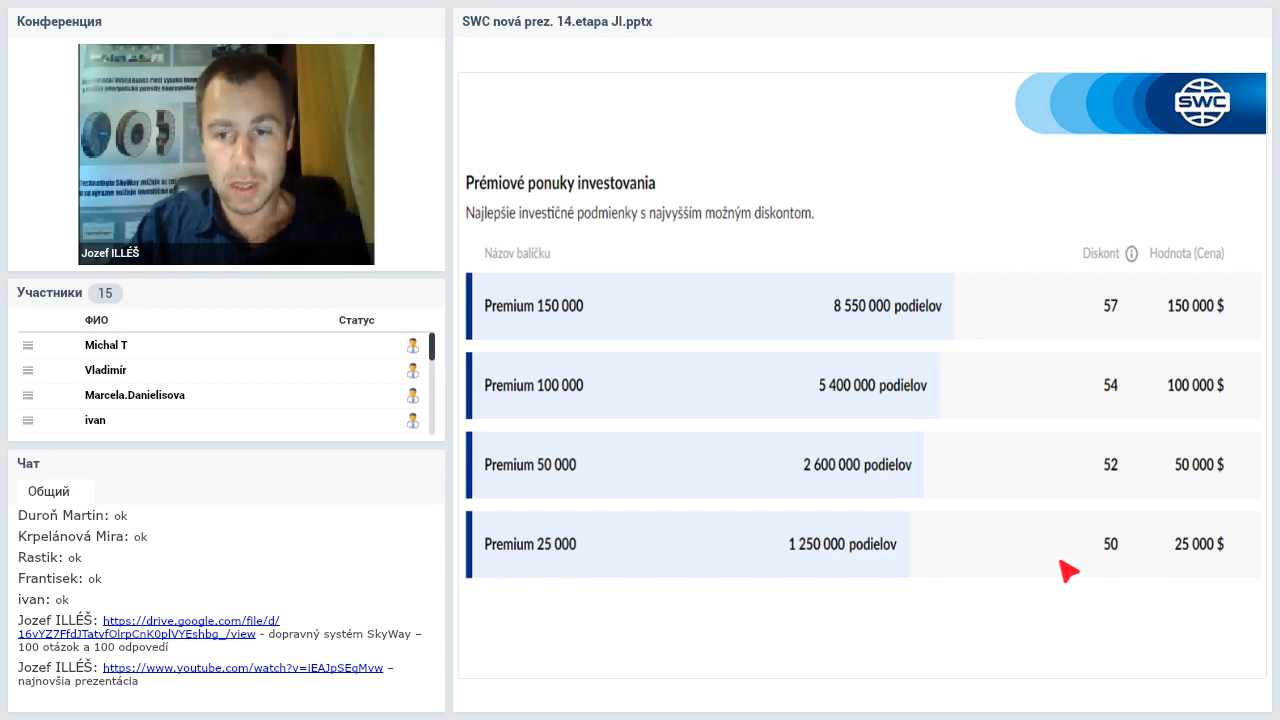 Конференция
Jozef ILLÉŠ
Участники 15
ФИО Статус
Michal T
Vladimír
Marcela.Danielisova
ivan
Чат
Общий
Duroň Martin: ok
Krpelánová Mira: ok
Rastik: ok
Frantisek: ok
ivan: ok
Jozef ILLÉŠ: https://drive.google.com/file/d/
16vYZ7FfdJTatvfOlrpCnK0plVYEshbg_/view - dopravný systém SkyWay –
100 otázok a 100 odpovedí
Jozef ILLÉŠ: https://www.youtube.com/watch?v=iEAJpSEqMvw –
najnovšia prezentácia
SWC nová prez. 14.etapa JI.pptx
SWC
Prémiové ponuky investovania
Najlepšie investičné podmienky s najvyšším možným diskontom.
Názov balíčku Diskont Hodnota (Cena)
Premium 150 000 8 550 000 podielov 57 150 000 $
Premium 100 000 5 400 000 podielov 54 100 000 $
Premium 50 000 2 600 000 podielov 52 50 000 $
Premium 25 000 1 250 000 podielov 50 25 000 $